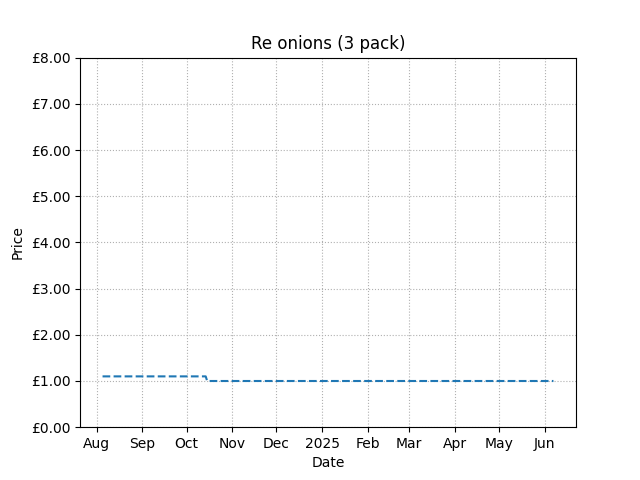 Re onions (3 pack)
£8.00
£7.00
£6.00
£5.00
£4.00
£3.00
£2.00
£1.00
£0.00
Price
Aug Sep Oct Nov Dec 2025 Feb Mar Apr May Jun
Date